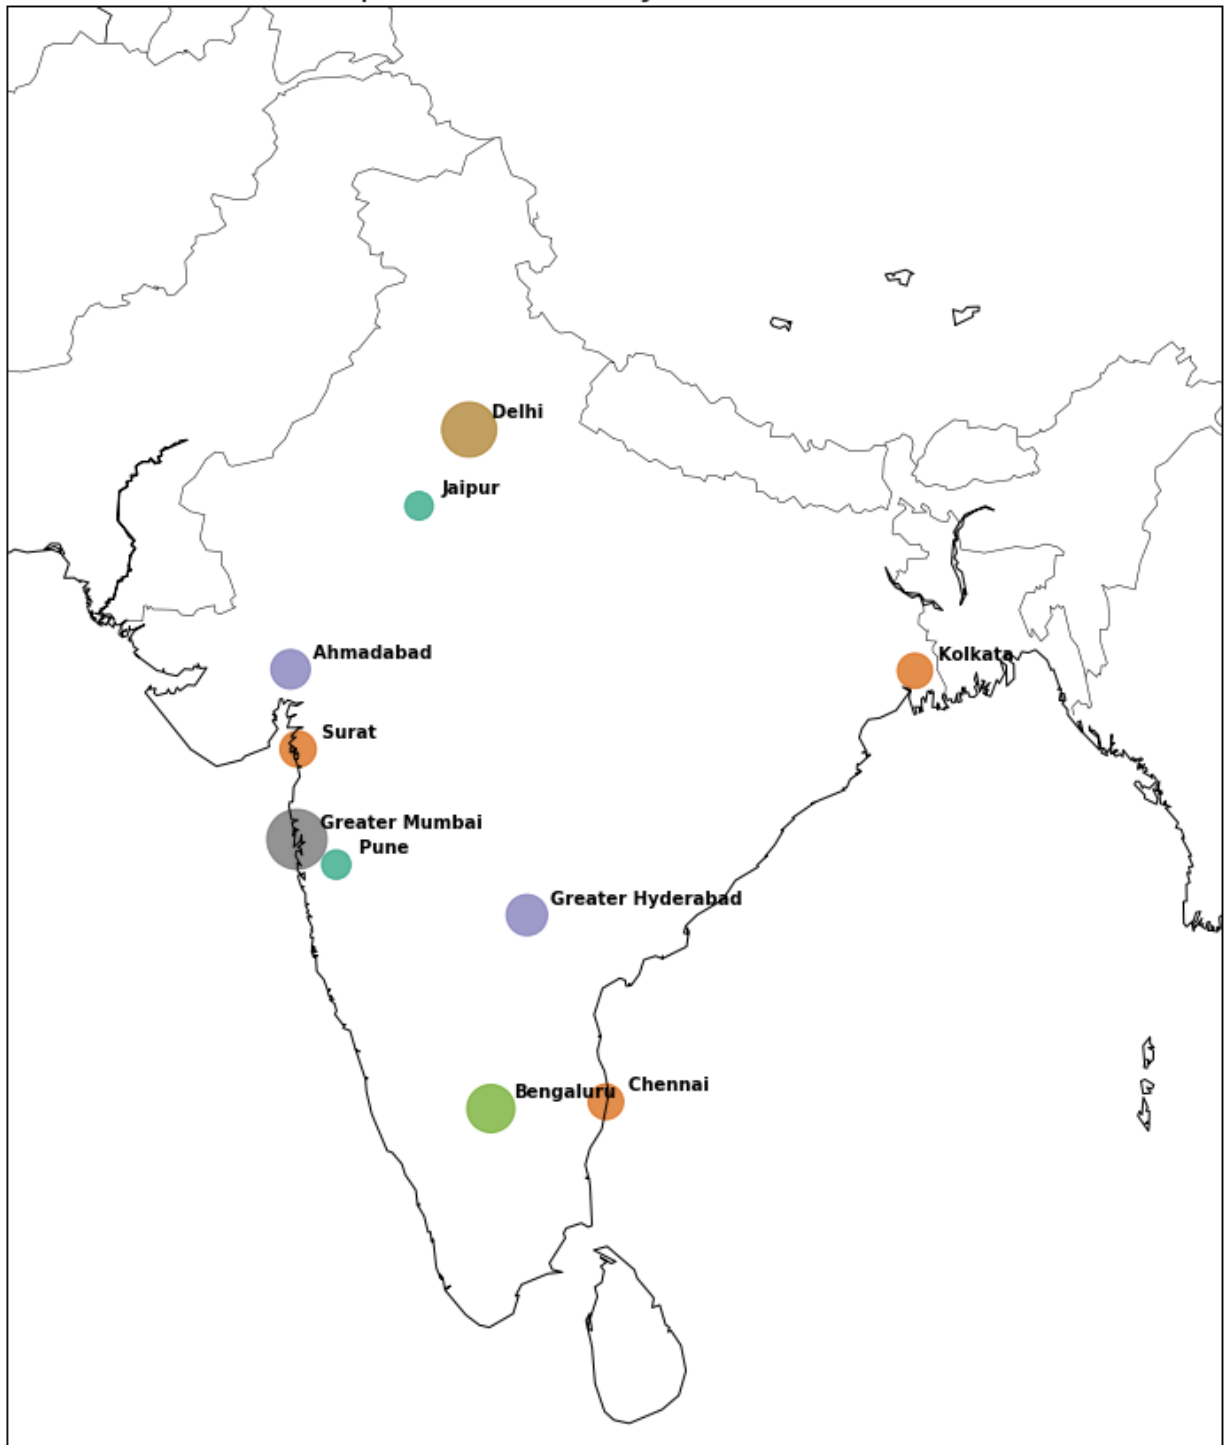 Delhi
Jaipur
Ahmadabad
Kolkata
Surat
Greater Mumbai
Pune
Greater Hyderabad
Chennai
Bengaluru